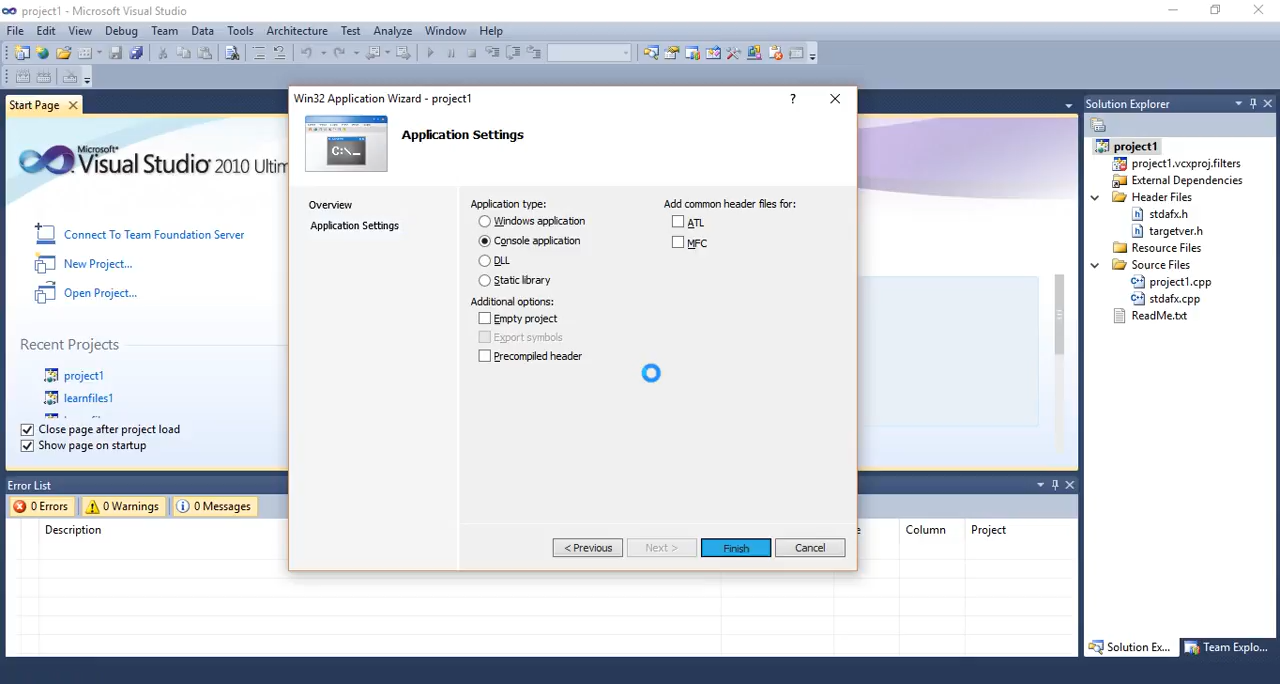 project1 - Microsoft Visual Studio
File Edit View Debug Team Data Tools Architecture Test Analyze Window Help
Start Page
Microsoft®
Visual Studio® 2010 Ultim
Connect To Team Foundation Server
New Project...
Open Project...
Recent Projects
project1
learnfiles1
Close page after project load
Show page on startup
Win32 Application Wizard - project1
?
C:\_
Application Settings
Overview
Application Settings
Application type:
Windows application
Console application
DLL
Static library
Additional options:
Empty project
Export symbols
Precompiled header
Add common header files for:
ATL
MFC
< Previous Next > Finish Cancel
Solution Explorer
project1
project1.vcxproj.filters
External Dependencies
Header Files
stdafx.h
targetver.h
Resource Files
Source Files
project1.cpp
stdafx.cpp
ReadMe.txt
Solution Ex... Team Explo...
Error List
0 Errors 0 Warnings 0 Messages
Description e Column Project